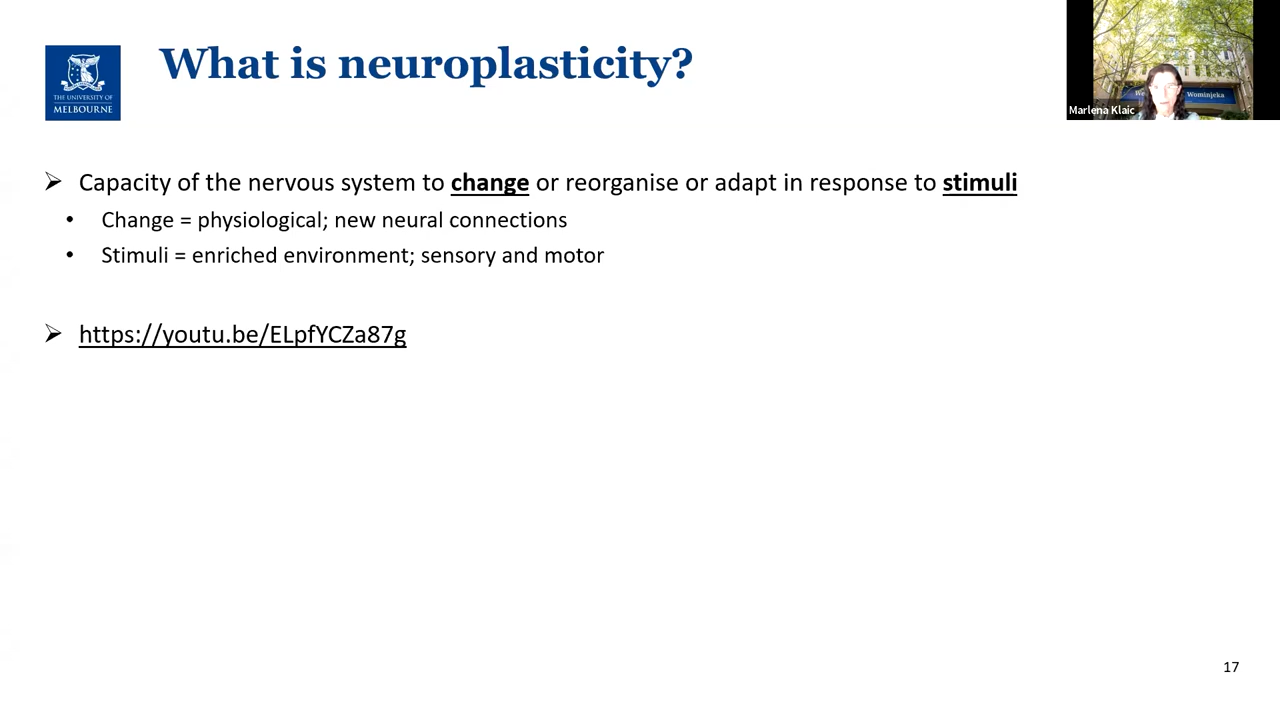 What is neuroplasticity?
THE UNIVERSITY OF
MELBOURNE
We
Wominjeka
Marlena Klaic
➢ Capacity of the nervous system to change or reorganise or adapt in response to stimuli
• Change = physiological; new neural connections
• Stimuli = enriched environment; sensory and motor
➢ https://youtu.be/ELpfYCZa87g
17